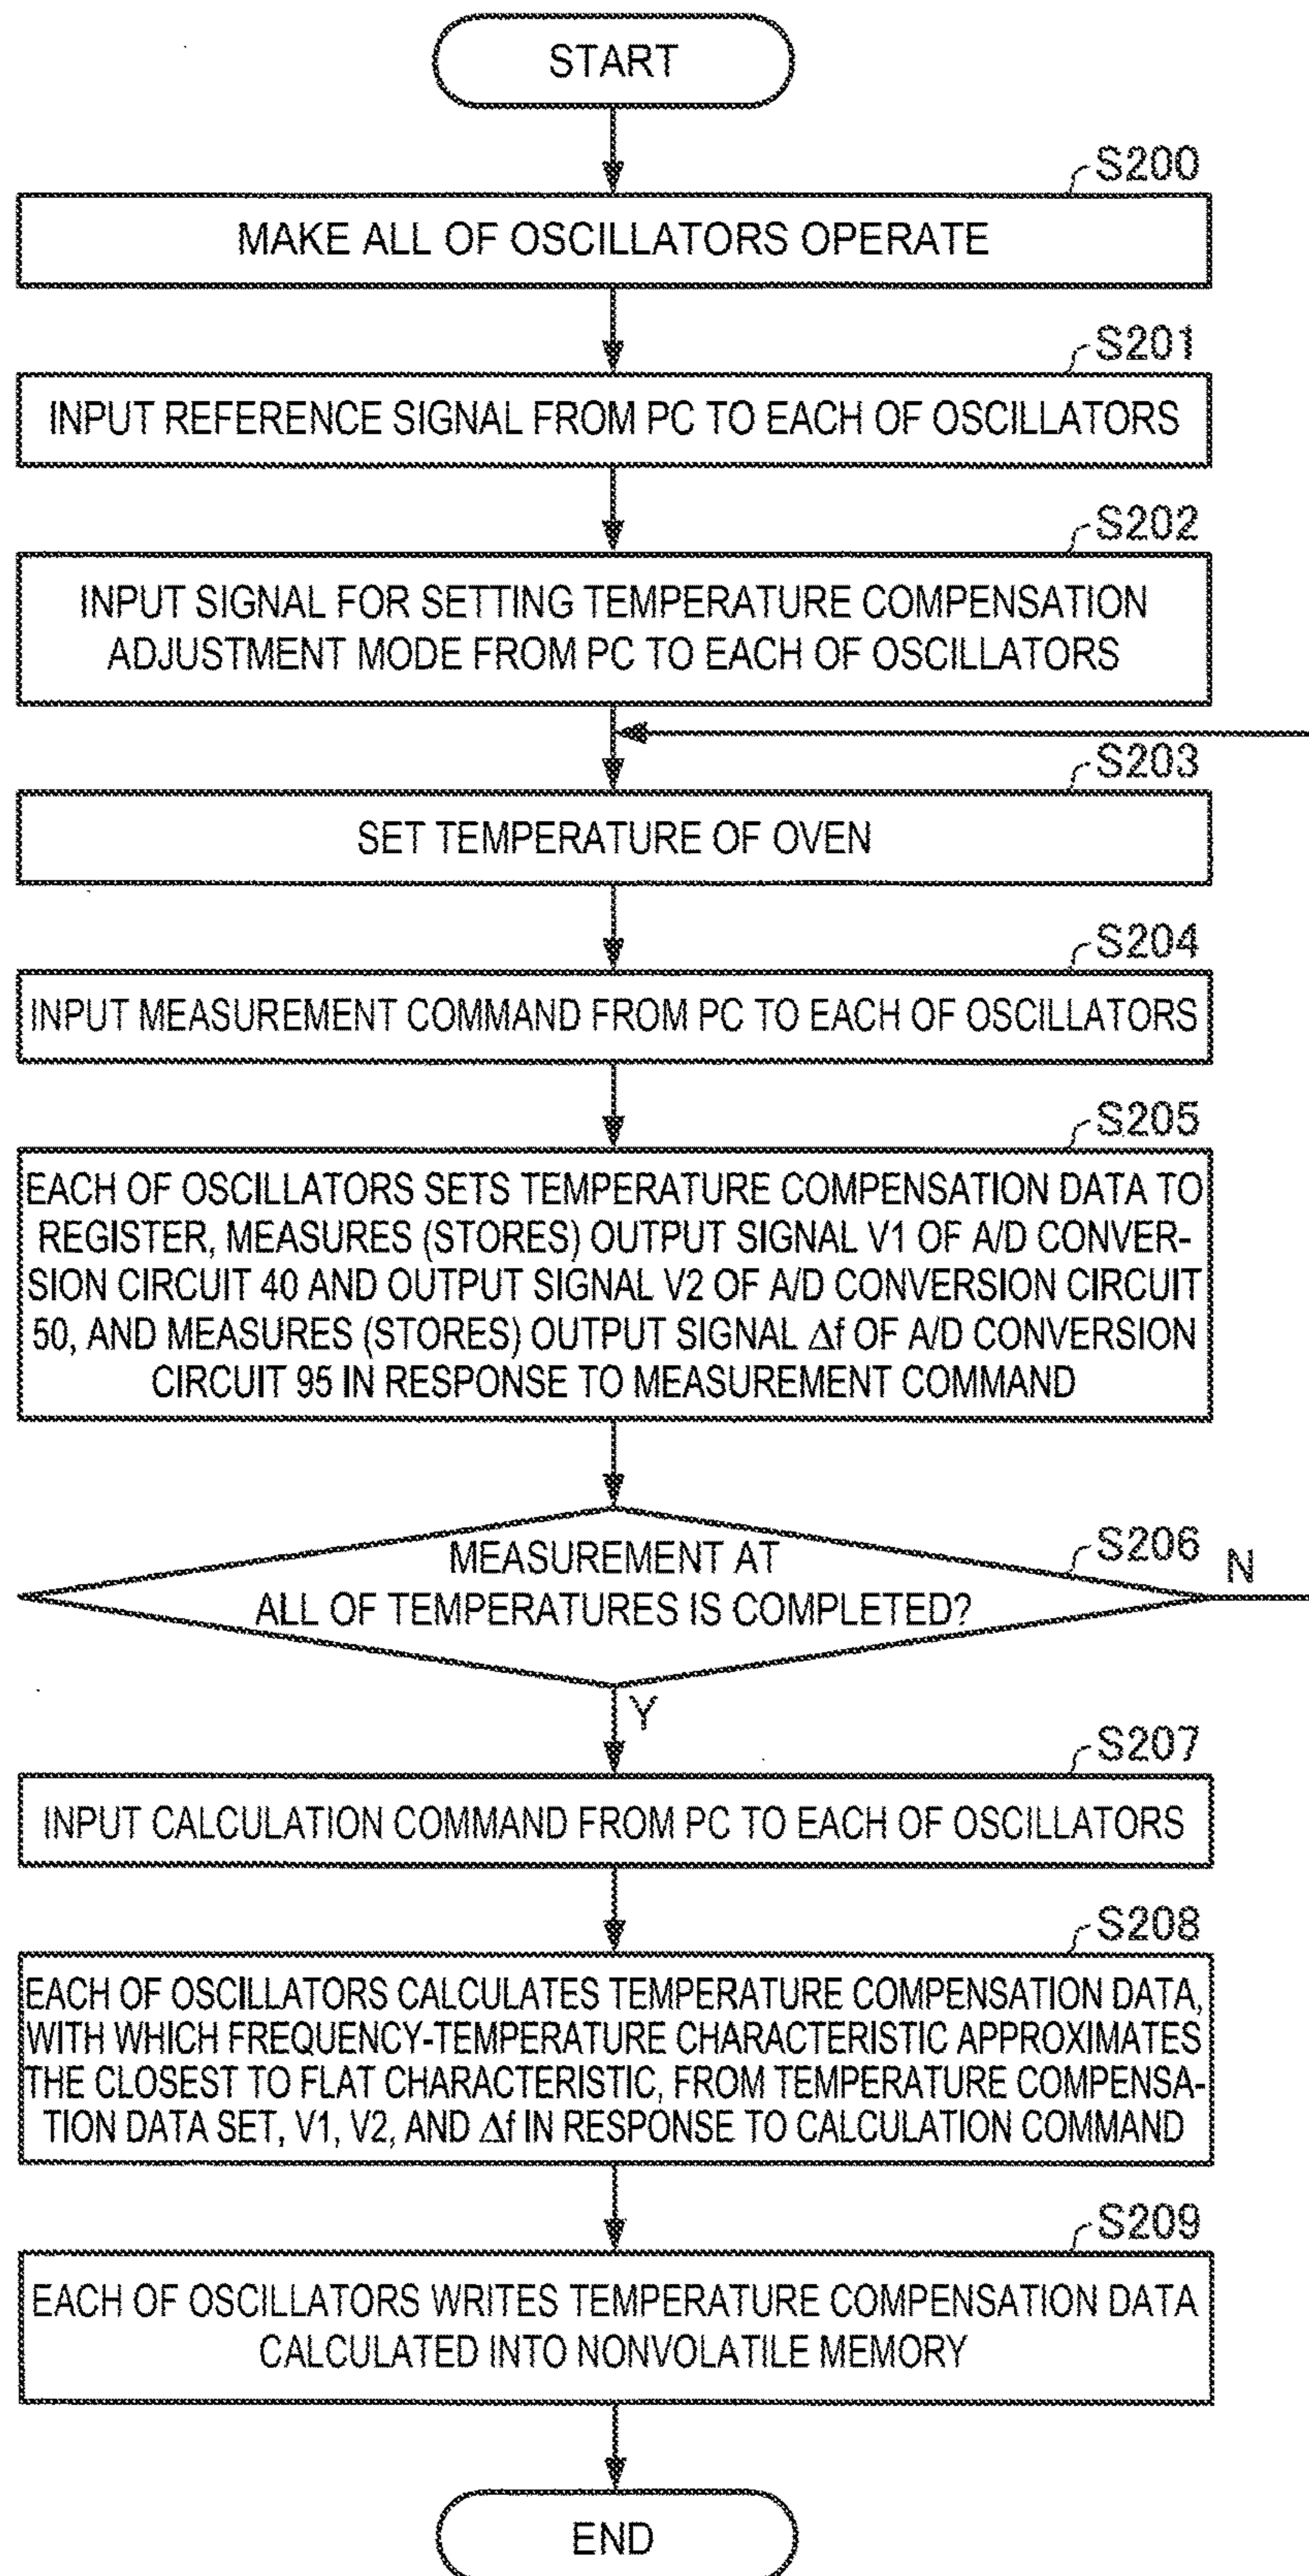 START
S200
MAKE ALL OF OSCILLATORS OPERATE
S201
INPUT REFERENCE SIGNAL FROM PC TO EACH OF OSCILLATORS
S202
INPUT SIGNAL FOR SETTING TEMPERATURE COMPENSATION
ADJUSTMENT MODE FROM PC TO EACH OF OSCILLATORS
S203
SET TEMPERATURE OF OVEN
S204
INPUT MEASUREMENT COMMAND FROM PC TO EACH OF OSCILLATORS
S205
EACH OF OSCILLATORS SETS TEMPERATURE COMPENSATION DATA TO
REGISTER, MEASURES (STORES) OUTPUT SIGNAL V1 OF A/D CONVER-
SION CIRCUIT 40 AND OUTPUT SIGNAL V2 OF A/D CONVERSION CIRCUIT
50, AND MEASURES (STORES) OUTPUT SIGNAL Δf OF A/D CONVERSION
CIRCUIT 95 IN RESPONSE TO MEASUREMENT COMMAND
S206
MEASUREMENT AT
ALL OF TEMPERATURES IS COMPLETED?
N
Y
S207
INPUT CALCULATION COMMAND FROM PC TO EACH OF OSCILLATORS
S208
EACH OF OSCILLATORS CALCULATES TEMPERATURE COMPENSATION DATA,
WITH WHICH FREQUENCY-TEMPERATURE CHARACTERISTIC APPROXIMATES
THE CLOSEST TO FLAT CHARACTERISTIC, FROM TEMPERATURE COMPENSA-
TION DATA SET, V1, V2, AND Δf IN RESPONSE TO CALCULATION COMMAND
S209
EACH OF OSCILLATORS WRITES TEMPERATURE COMPENSATION DATA
CALCULATED INTO NONVOLATILE MEMORY
END